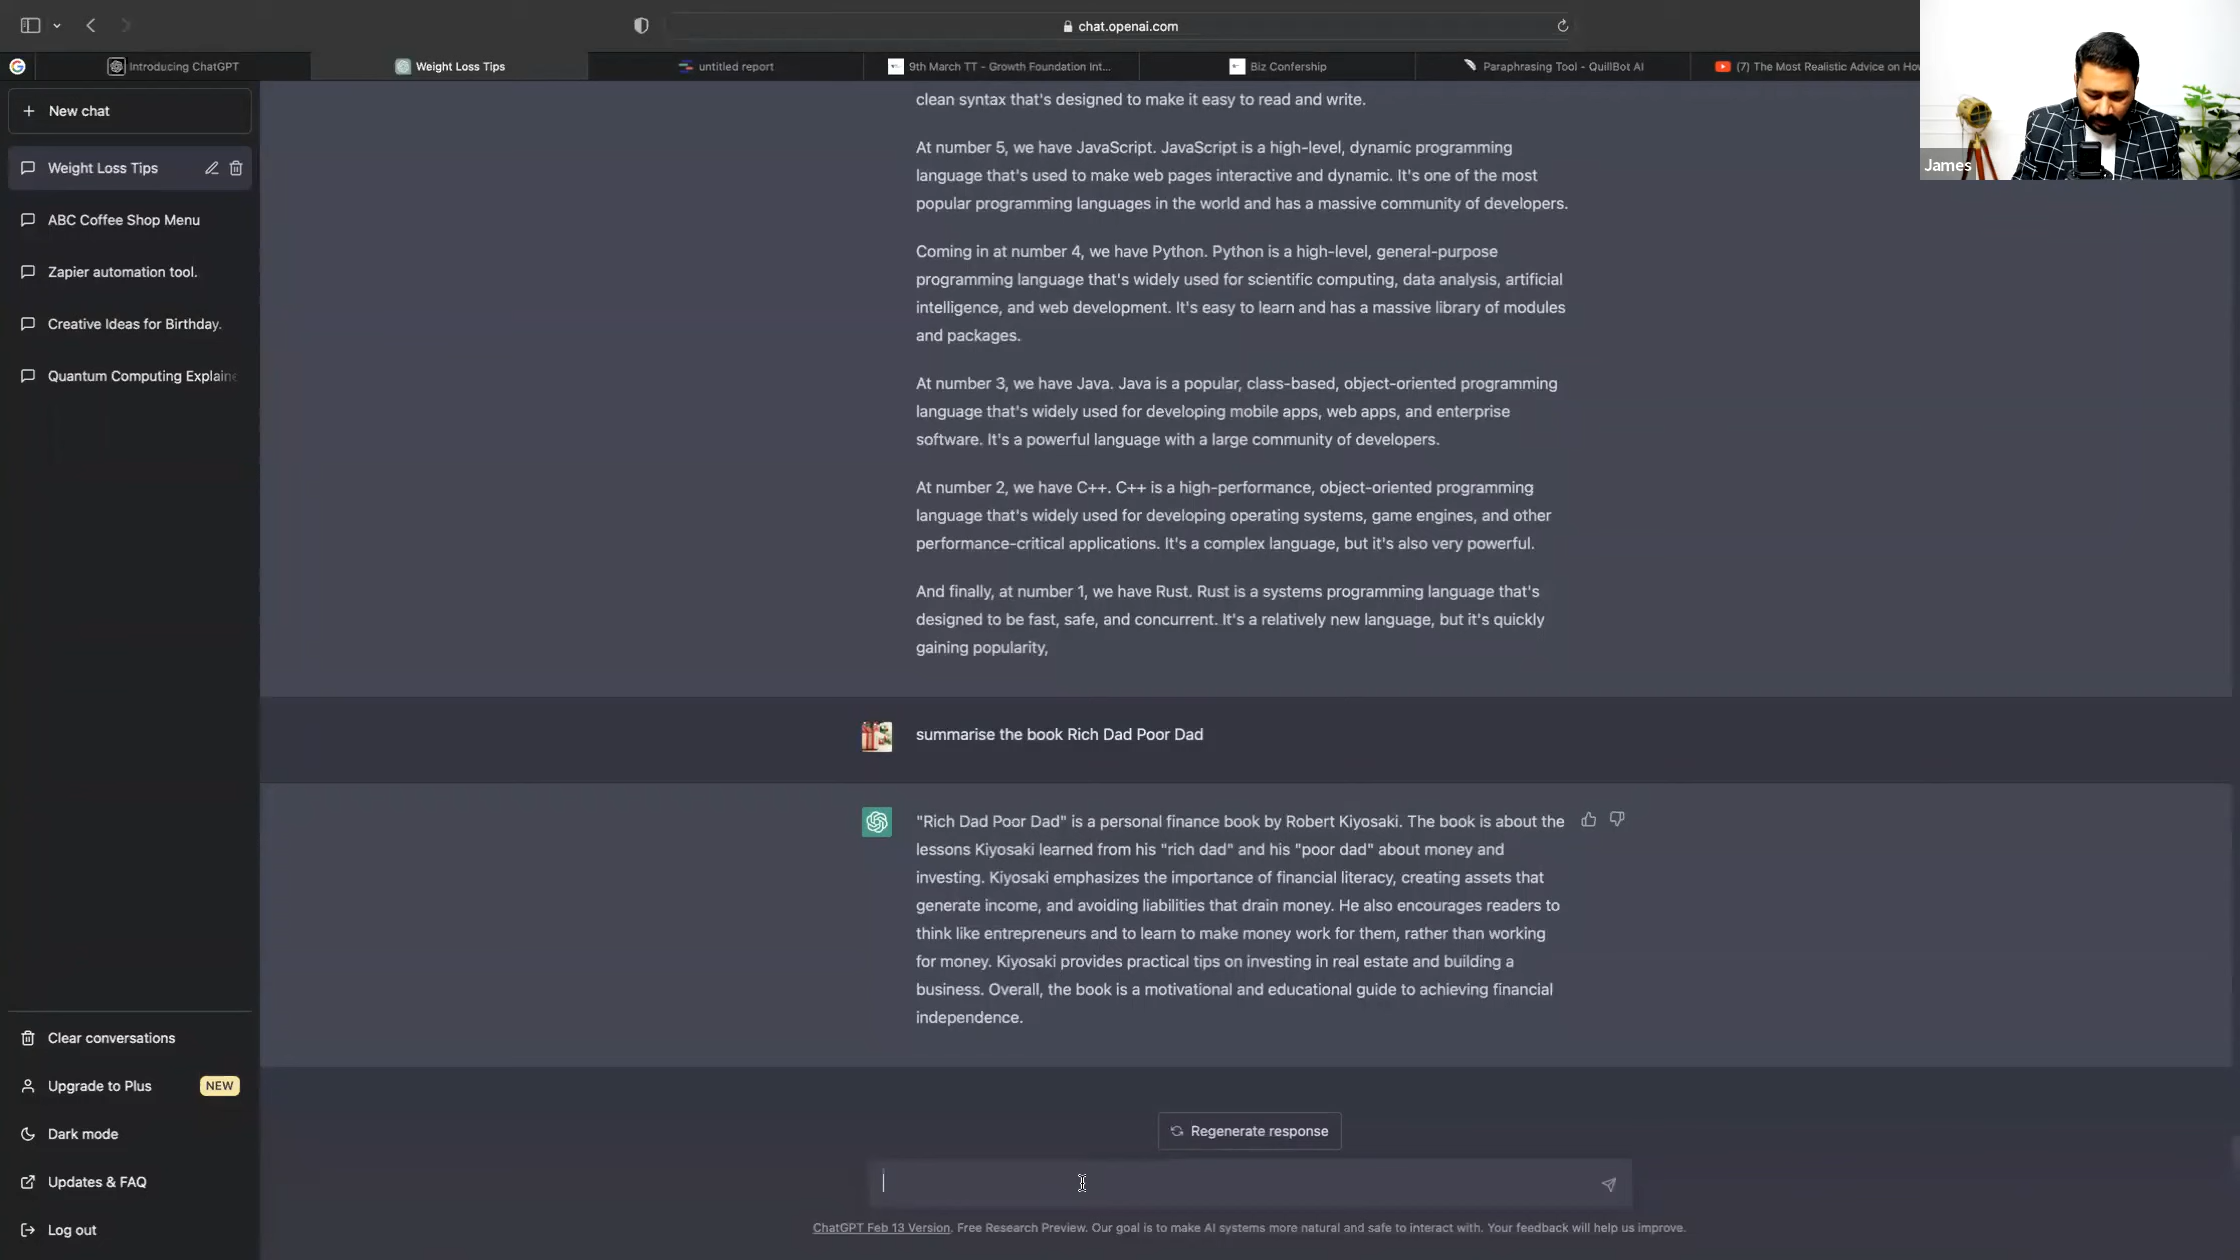 chat.openai.com
Introducing ChatGPT
Weight Loss Tips
untitled report
9th March TT - Growth Foundation Int...
Biz Confership
Paraphrasing Tool - QuillBot AI
(7) The Most Realistic Advice on How
James
New chat
Weight Loss Tips
ABC Coffee Shop Menu
Zapier automation tool.
Creative Ideas for Birthday.
Quantum Computing Explaine
Clear conversations
Upgrade to Plus
NEW
Dark mode
Updates & FAQ
Log out
clean syntax that's designed to make it easy to read and write.
At number 5, we have JavaScript. JavaScript is a high-level, dynamic programming
language that's used to make web pages interactive and dynamic. It's one of the most
popular programming languages in the world and has a massive community of developers.
Coming in at number 4, we have Python. Python is a high-level, general-purpose
programming language that's widely used for scientific computing, data analysis, artificial
intelligence, and web development. It's easy to learn and has a massive library of modules
and packages.
At number 3, we have Java. Java is a popular, class-based, object-oriented programming
language that's widely used for developing mobile apps, web apps, and enterprise
software. It's a powerful language with a large community of developers.
At number 2, we have C++. C++ is a high-performance, object-oriented programming
language that's widely used for developing operating systems, game engines, and other
performance-critical applications. It's a complex language, but it's also very powerful.
And finally, at number 1, we have Rust. Rust is a systems programming language that's
designed to be fast, safe, and concurrent. It's a relatively new language, but it's quickly
gaining popularity,
summarise the book Rich Dad Poor Dad
"Rich Dad Poor Dad" is a personal finance book by Robert Kiyosaki. The book is about the
lessons Kiyosaki learned from his "rich dad" and his "poor dad" about money and
investing. Kiyosaki emphasizes the importance of financial literacy, creating assets that
generate income, and avoiding liabilities that drain money. He also encourages readers to
think like entrepreneurs and to learn to make money work for them, rather than working
for money. Kiyosaki provides practical tips on investing in real estate and building a
business. Overall, the book is a motivational and educational guide to achieving financial
independence.
Regenerate response
ChatGPT Feb 13 Version. Free Research Preview. Our goal is to make AI systems more natural and safe to interact with. Your feedback will help us improve.